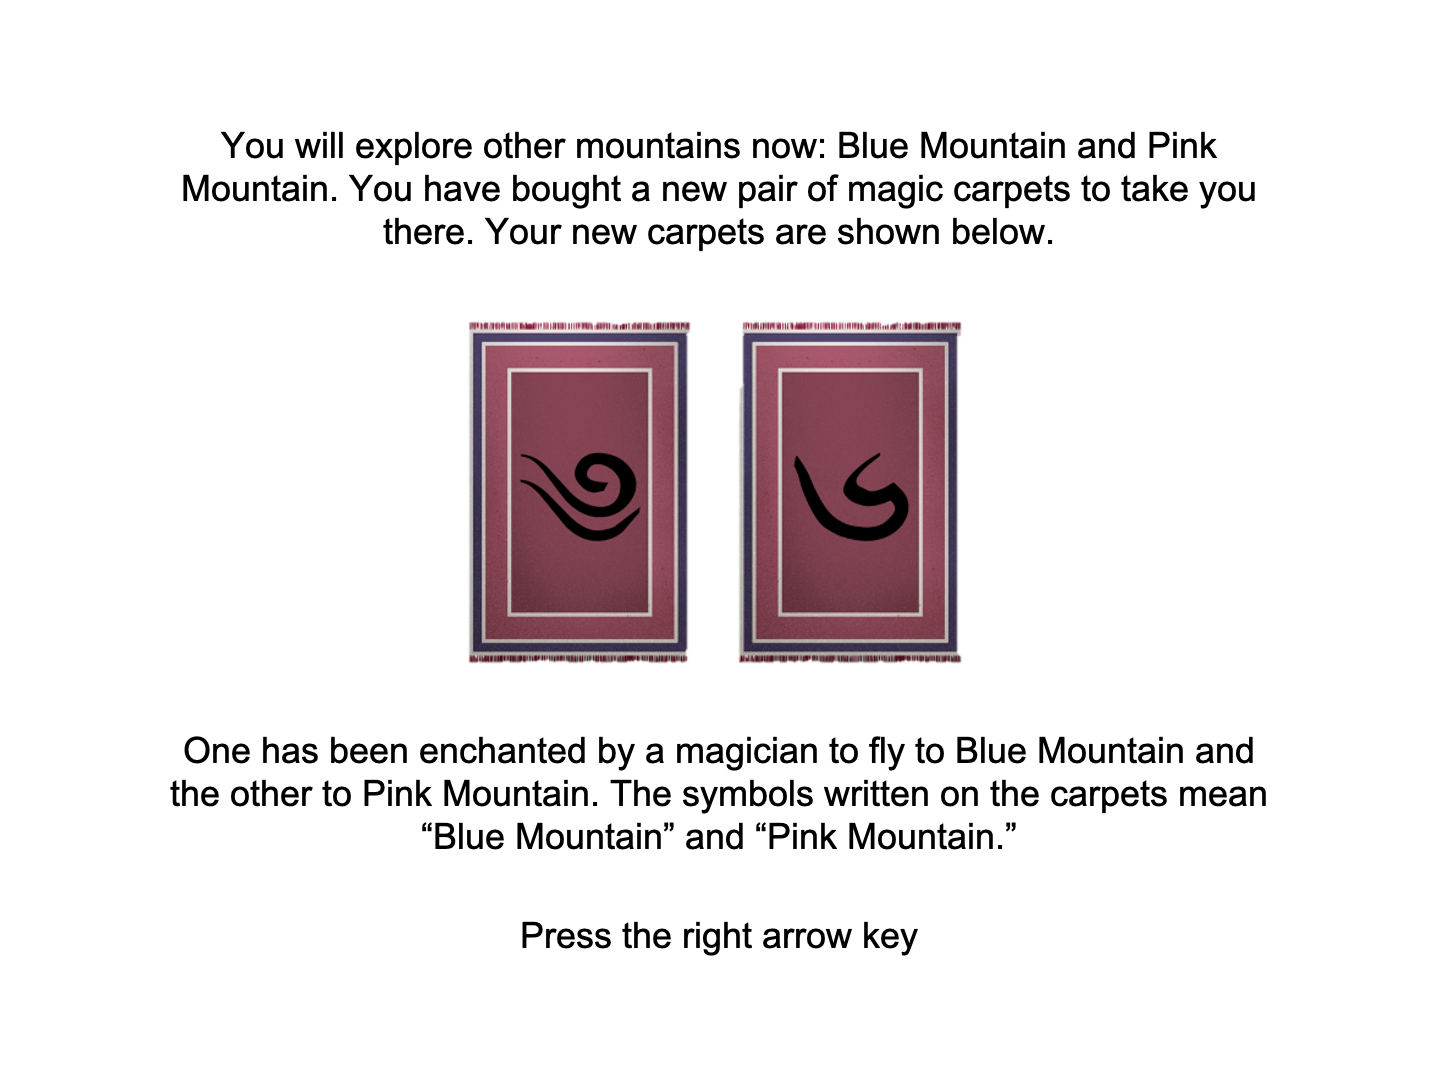 You will explore other mountains now: Blue Mountain and Pink
Mountain. You have bought a new pair of magic carpets to take you
there. Your new carpets are shown below.
One has been enchanted by a magician to fly to Blue Mountain and
the other to Pink Mountain. The symbols written on the carpets mean
“Blue Mountain” and “Pink Mountain.”
Press the right arrow key